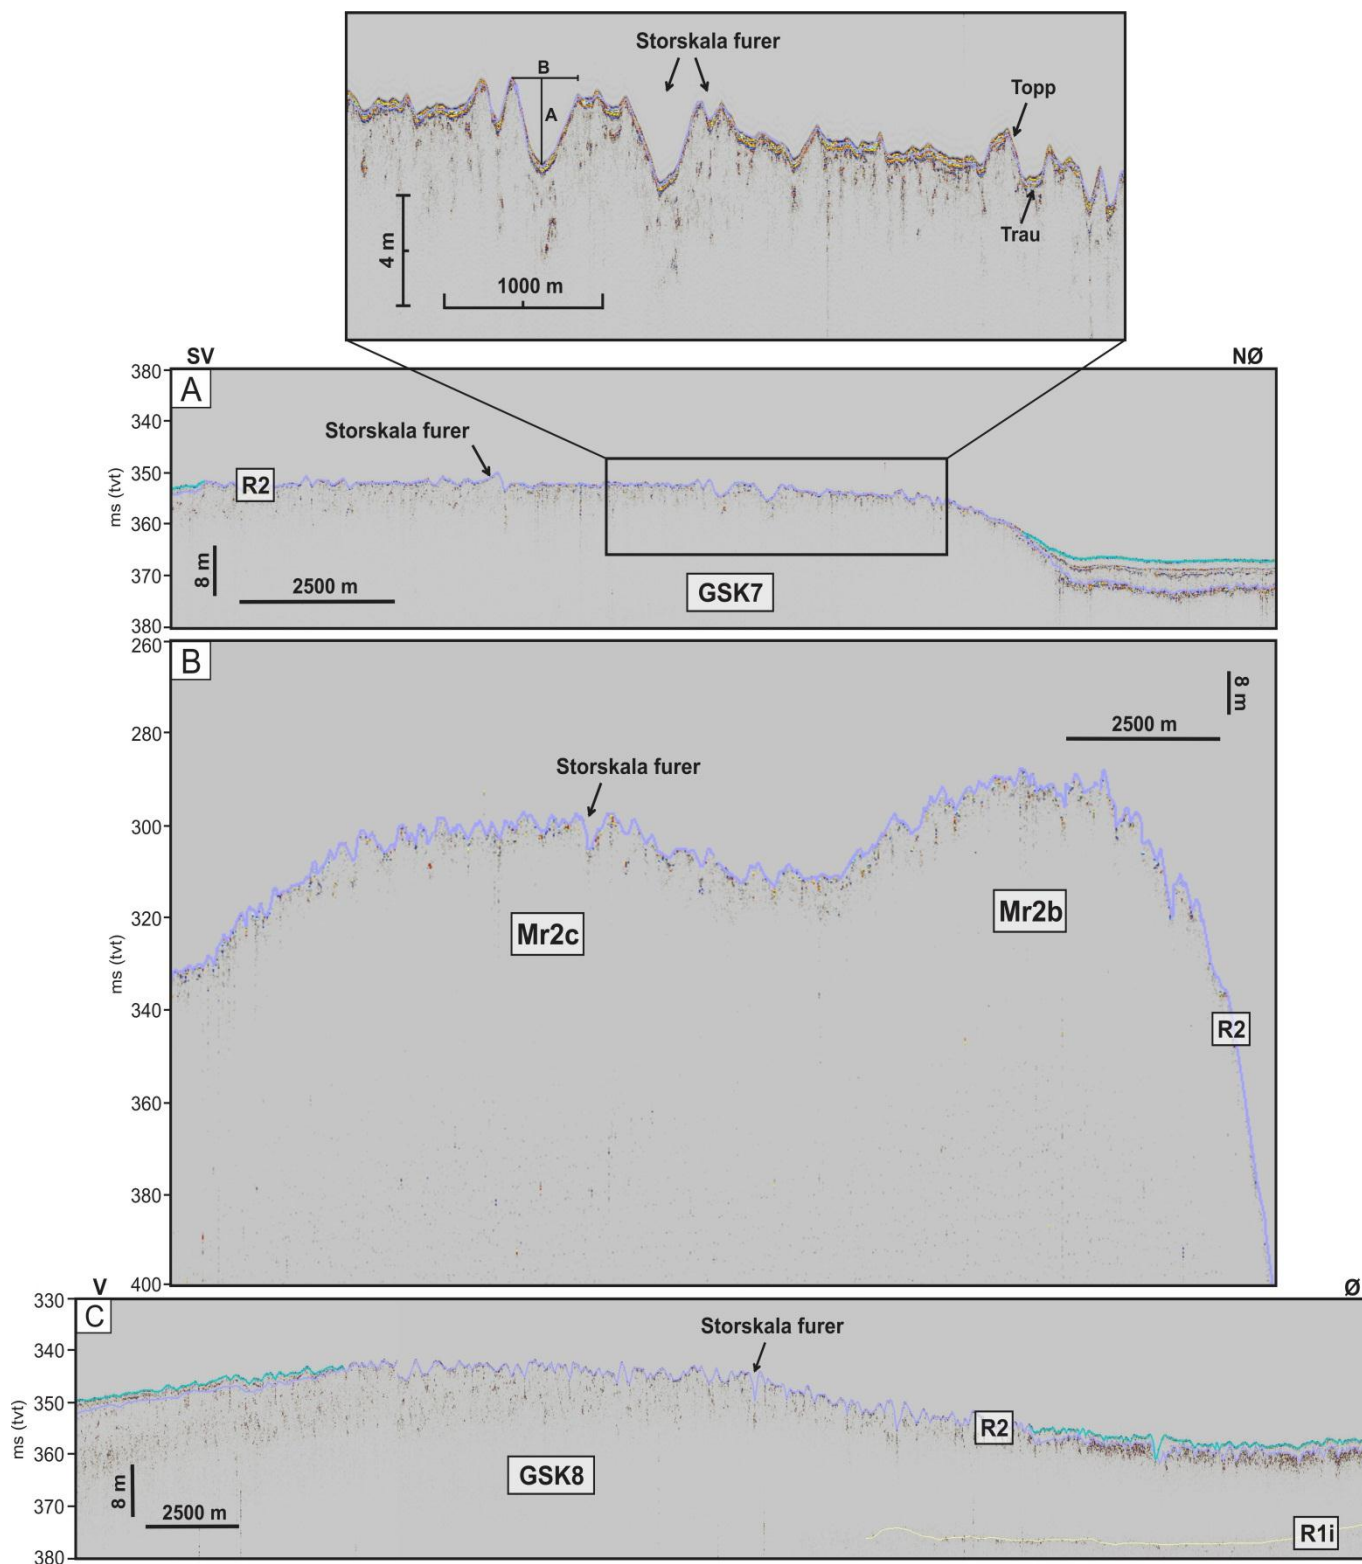 Storskala furer
B
A
Topp
Trau
4 m
1000 m
SV
NØ
A
380
340
350
360
370
380
ms (tvt)
Storskala furer
R2
8 m
2500 m
GSK7
B
260
280
300
320
340
360
380
400
ms (tvt)
8 m
2500 m
Storskala furer
Mr2c
Mr2b
R2
V
Ø
C
330
340
350
360
370
380
ms (tvt)
Storskala furer
R2
GSK8
8 m
2500 m
R1i